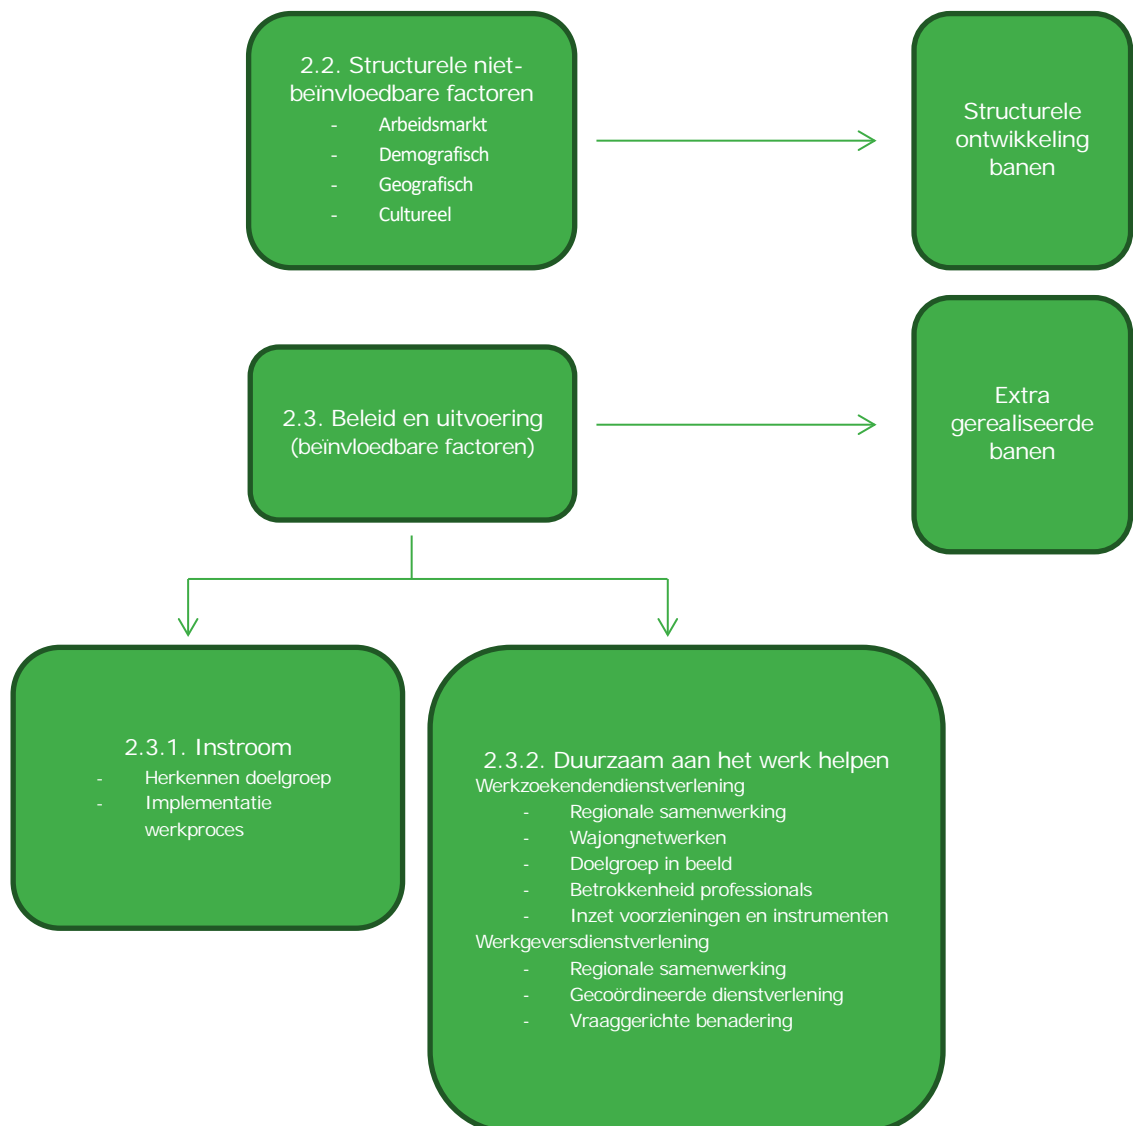 2.2. Structurele niet-
beïnvloedbare factoren
- Arbeidsmarkt
- Demografisch
- Geografisch
- Cultureel
Structurele
ontwikkeling
banen
2.3. Beleid en uitvoering
(beïnvloedbare factoren)
Extra
gerealiseerde
banen
2.3.1. Instroom
- Herkennen doelgroep
- Implementatie
werkproces
2.3.2. Duurzaam aan het werk helpen
Werkzoekendendienstverlening
- Regionale samenwerking
- Wajongnetwerken
- Doelgroep in beeld
- Betrokkenheid professionals
- Inzet voorzieningen en instrumenten
Werkgeversdienstverlening
- Regionale samenwerking
- Gecoördineerde dienstverlening
- Vraaggerichte benadering